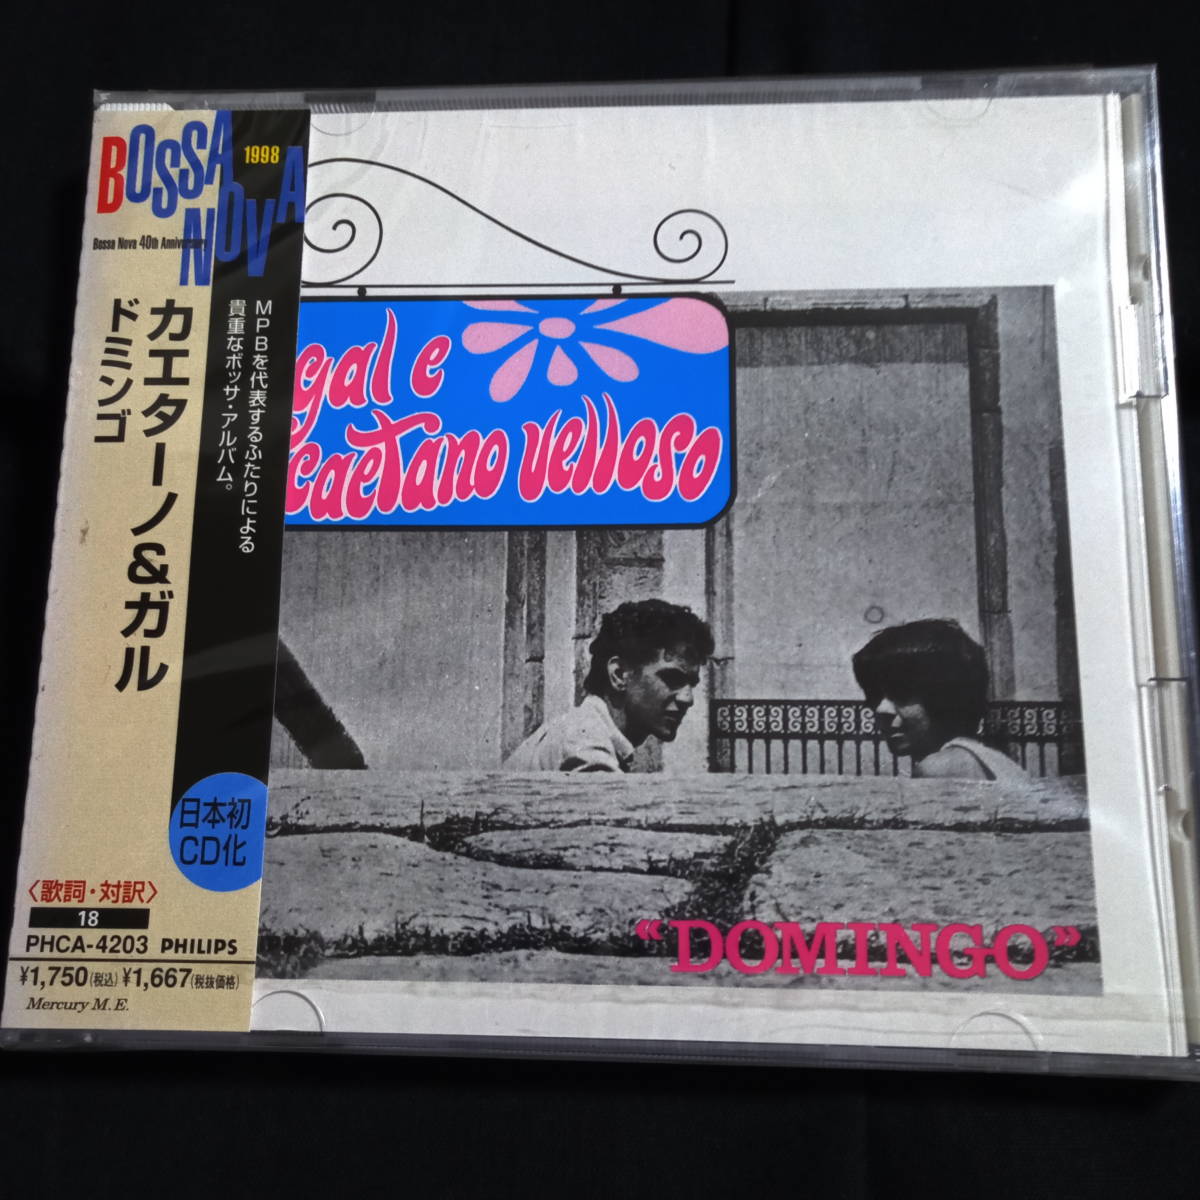 BOSSA
NOVA
1998
Bossa Nova 40th Anniversary
カエターノ&ガル
ドミンゴ
MPBを代表するふたりによる
貴重なボッサ・アルバム。
日本初
CD化
〈歌詞・対訳〉
18
PHCA-4203 PHILIPS
¥1,750(税込) ¥1,667(税抜価格)
Mercury M.E.
gal e
caetano velloso
“DOMINGO”